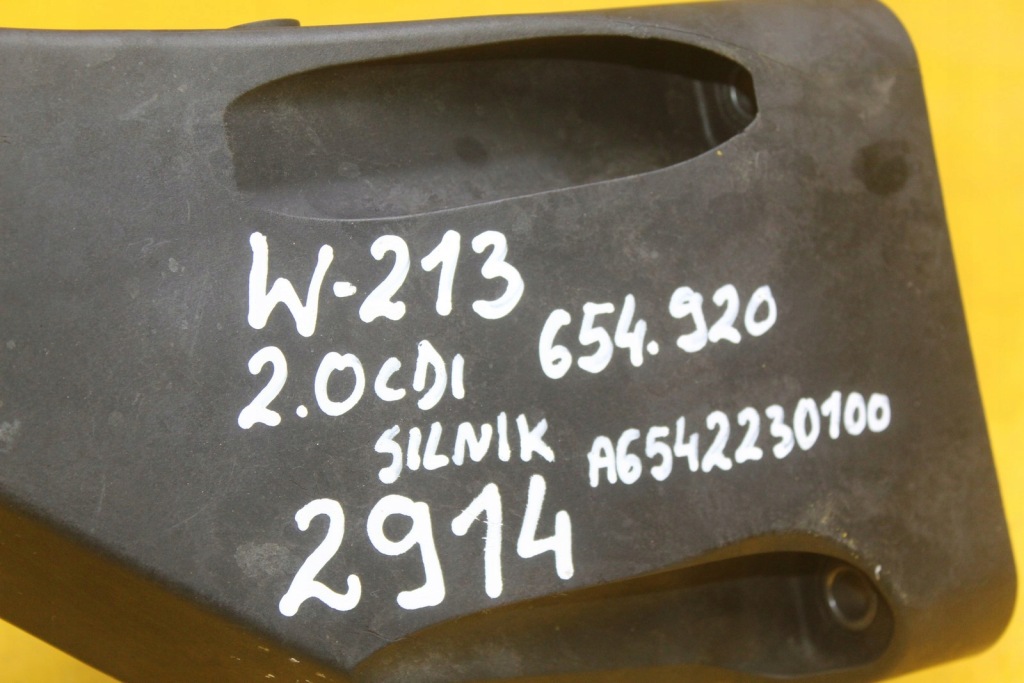 W-213
654.920
2.0CDI
SILNIK
A6542230100
2914